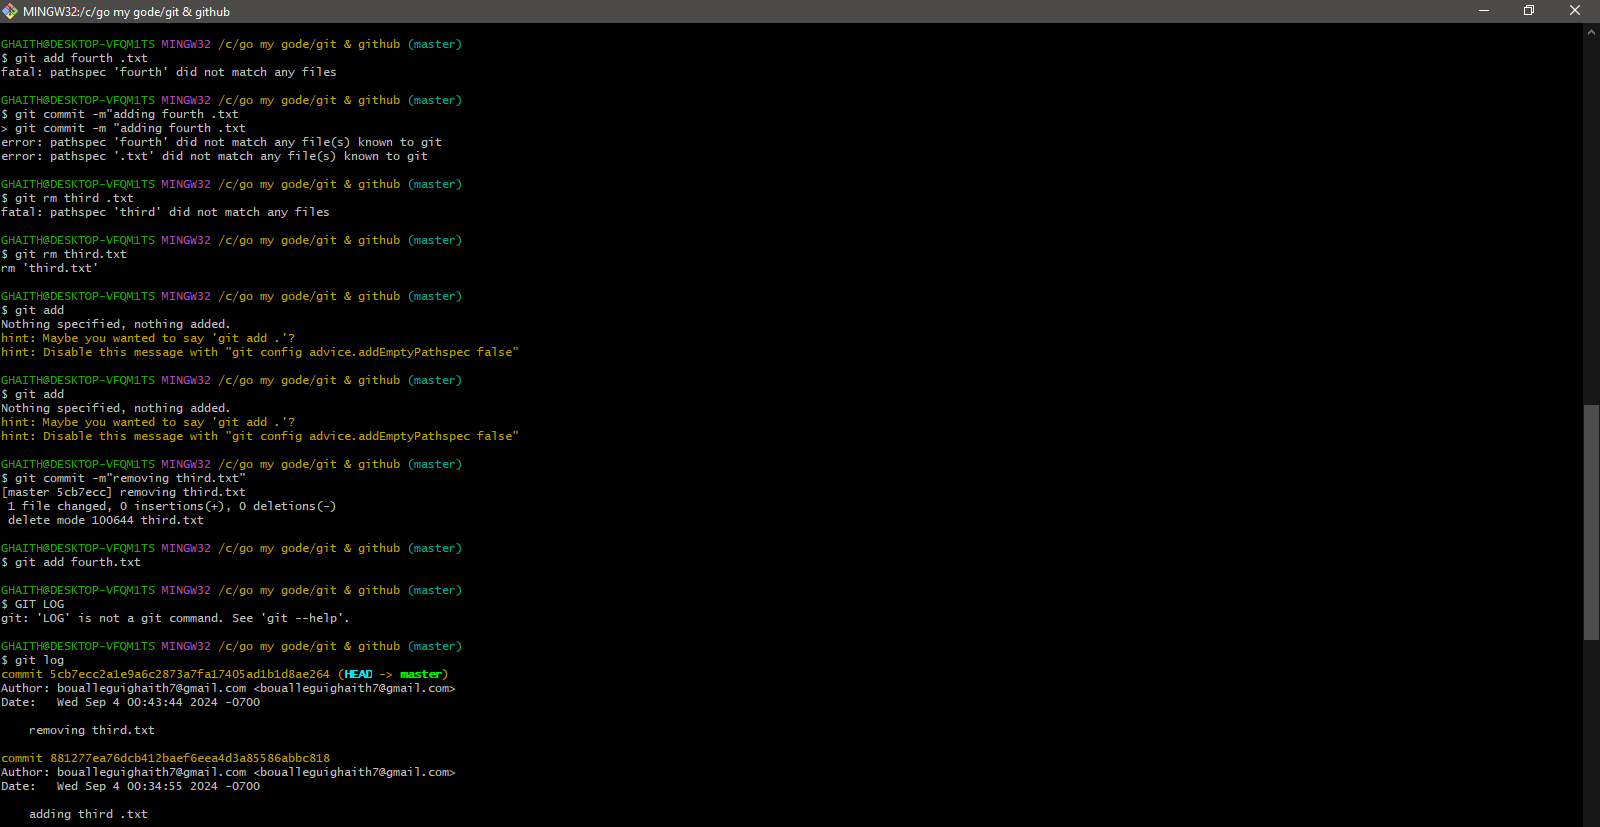 MINGW32:/c/go my gode/git & github
GHAITH@DESKTOP-VFQM1TS MINGW32 /c/go my gode/git & github (master)
$ git add fourth .txt
fatal: pathspec 'fourth' did not match any files
GHAITH@DESKTOP-VFQM1TS MINGW32 /c/go my gode/git & github (master)
$ git commit -m"adding fourth .txt
> git commit -m "adding fourth .txt
error: pathspec 'fourth' did not match any file(s) known to git
error: pathspec '.txt' did not match any file(s) known to git
GHAITH@DESKTOP-VFQM1TS MINGW32 /c/go my gode/git & github (master)
$ git rm third .txt
fatal: pathspec 'third' did not match any files
GHAITH@DESKTOP-VFQM1TS MINGW32 /c/go my gode/git & github (master)
$ git rm third.txt
rm 'third.txt'
GHAITH@DESKTOP-VFQM1TS MINGW32 /c/go my gode/git & github (master)
$ git add
Nothing specified, nothing added.
hint: Maybe you wanted to say 'git add .'?
hint: Disable this message with "git config advice.addEmptyPathspec false"
GHAITH@DESKTOP-VFQM1TS MINGW32 /c/go my gode/git & github (master)
$ git add
Nothing specified, nothing added.
hint: Maybe you wanted to say 'git add .'?
hint: Disable this message with "git config advice.addEmptyPathspec false"
GHAITH@DESKTOP-VFQM1TS MINGW32 /c/go my gode/git & github (master)
$ git commit -m"removing third.txt"
[master 5cb7ecc] removing third.txt
1 file changed, 0 insertions(+), 0 deletions(-)
delete mode 100644 third.txt
GHAITH@DESKTOP-VFQM1TS MINGW32 /c/go my gode/git & github (master)
$ git add fourth.txt
GHAITH@DESKTOP-VFQM1TS MINGW32 /c/go my gode/git & github (master)
$ GIT LOG
git: 'LOG' is not a git command. See 'git --help'.
GHAITH@DESKTOP-VFQM1TS MINGW32 /c/go my gode/git & github (master)
$ git log
commit 5cb7ecc2a1e9a6c2873a7fa17405ad1b1d8ae264 (HEAD -> master)
Author: boualleguighaith7@gmail.com <boualleguighaith7@gmail.com>
Date:   Wed Sep 4 00:43:44 2024 -0700
removing third.txt
commit 881277ea76dcb412baef6eea4d3a85586abbc818
Author: boualleguighaith7@gmail.com <boualleguighaith7@gmail.com>
Date:   Wed Sep 4 00:34:55 2024 -0700
adding third .txt